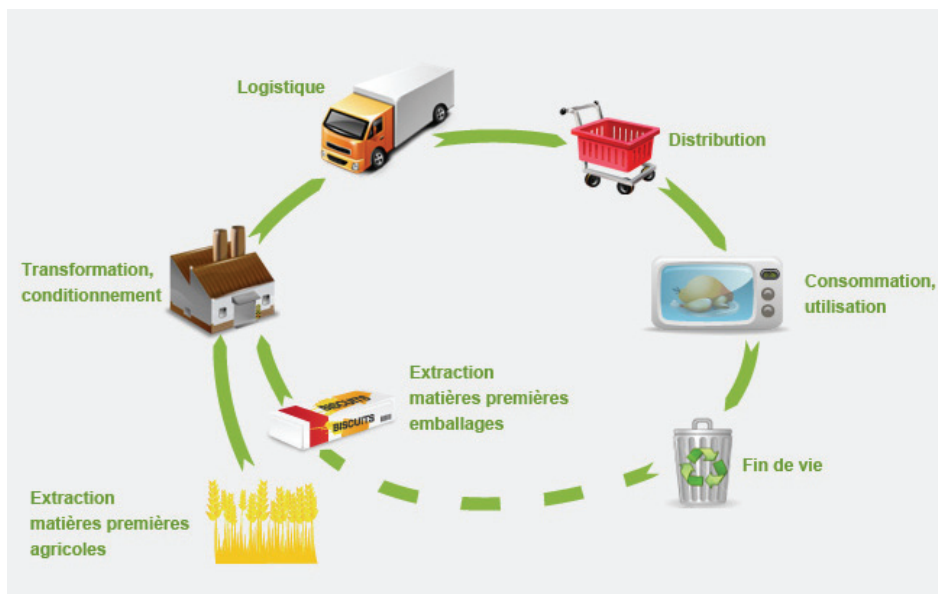 Logistique
Distribution
Transformation,
conditionnement
Consommation,
utilisation
Extraction
matières premières
emballages
BISCUITS
BISCUITS
Fin de vie
Extraction
matières premières
agricoles